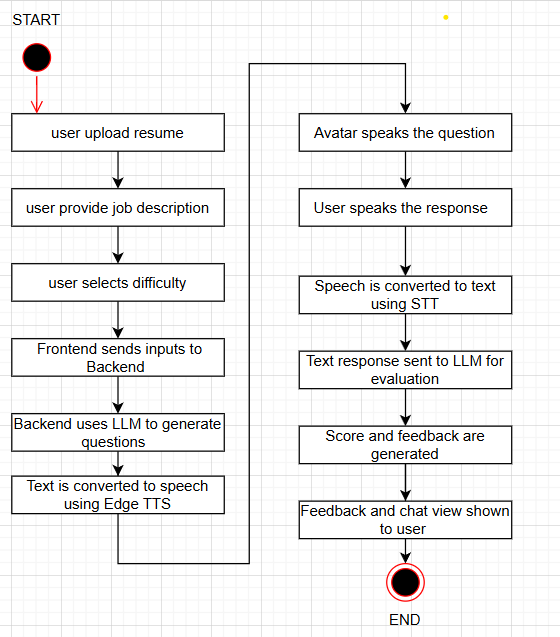 START
user upload resume
user provide job description
user selects difficulty
Frontend sends inputs to
Backend
Backend uses LLM to generate
questions
Text is converted to speech
using Edge TTS
Avatar speaks the question
User speaks the response
Speech is converted to text
using STT
Text response sent to LLM for
evaluation
Score and feedback are
generated
Feedback and chat view shown
to user
END